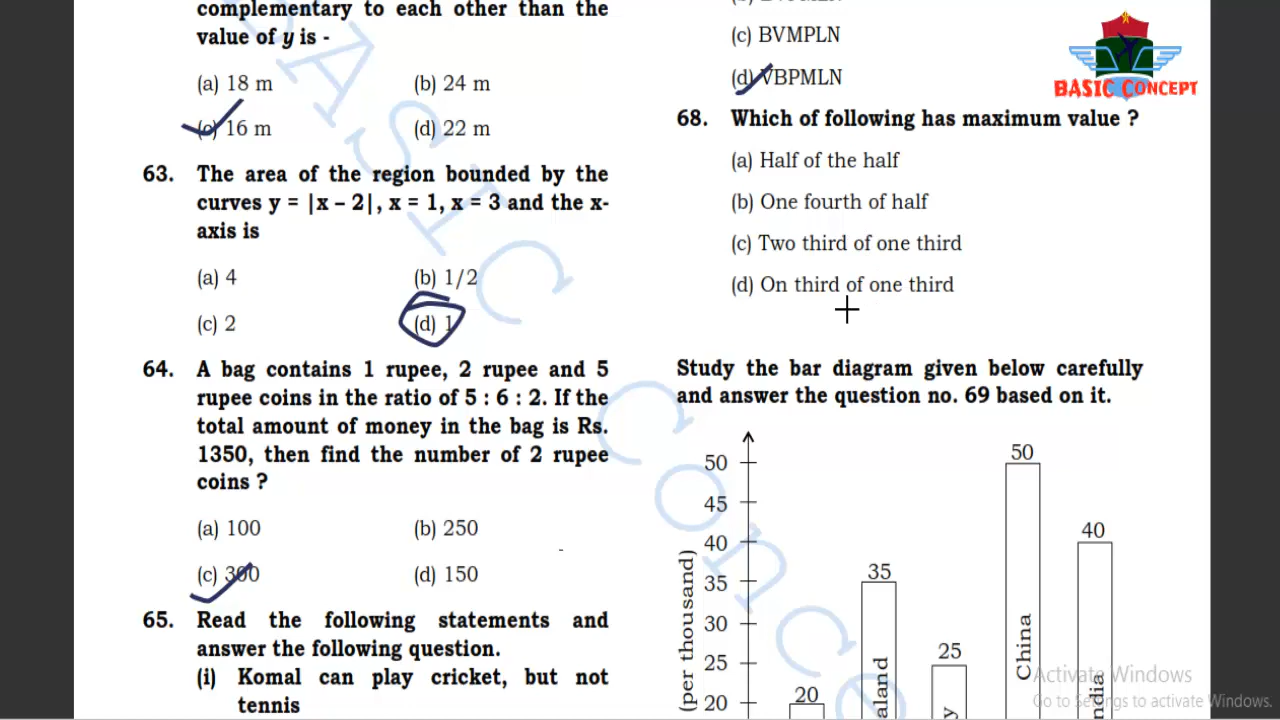 complementary to each other than the
value of y is -
(a) 18 m
(b) 24 m
(c) 16 m
(d) 22 m
63. The area of the region bounded by the
curves y = |x – 2|, x = 1, x = 3 and the x-
axis is
(a) 4
(b) 1/2
(c) 2
(d) 1
64. A bag contains 1 rupee, 2 rupee and 5
rupee coins in the ratio of 5 : 6 : 2. If the
total amount of money in the bag is Rs.
1350, then find the number of 2 rupee
coins ?
(a) 100
(b) 250
(c) 300
(d) 150
65. Read the following statements and
answer the following question.
(i) Komal can play cricket, but not
tennis
(c) BVMPLN
(d) VBPMLN
68. Which of following has maximum value ?
(a) Half of the half
(b) One fourth of half
(c) Two third of one third
(d) On third of one third
Study the bar diagram given below carefully
and answer the question no. 69 based on it.
50
45
40
35
30
25
20
(per thousand)
20
35
aland
25
y
50
China
40
ndia
BASIC CONCEPT
BASIC Conce
Activate Windows
Go to Settings to activate Windows.